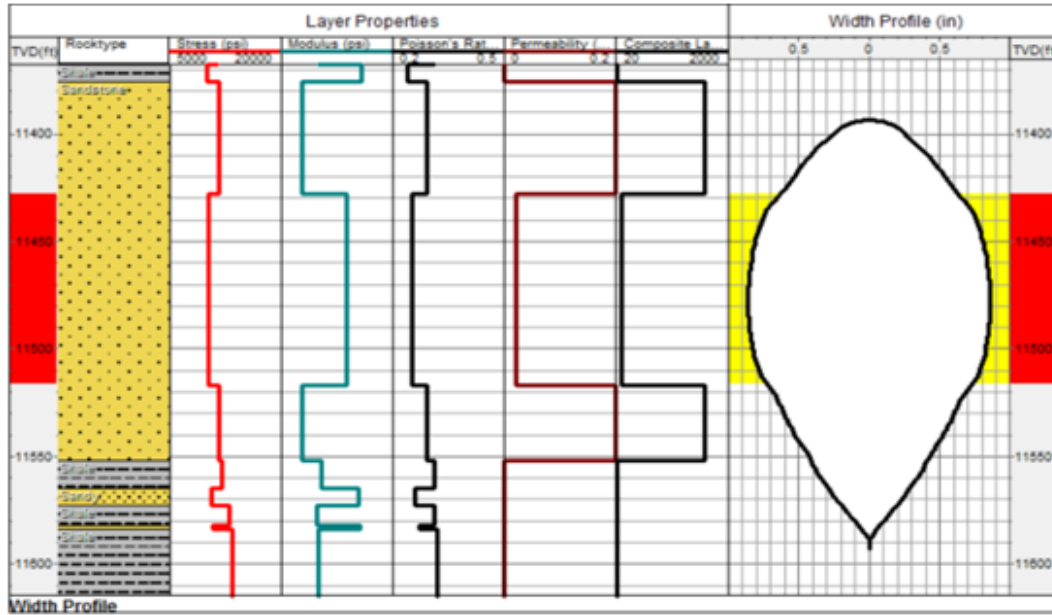 Layer Properties
Width Profile (in)
TVD(ft) Rocktype Stress (psi) Modulus (psi) Poisson's Rat... Permeability (... Composite La...
5000 20000 0.2 0.5 0 0.2 20 2000
0.5 0 0.5 TVD(ft
Shale
Sandstone
11400 11400
11450 11450
11500 11500
11550 11550
Shale
Sandy
Shale
Shale
11600 11600
Width Profile